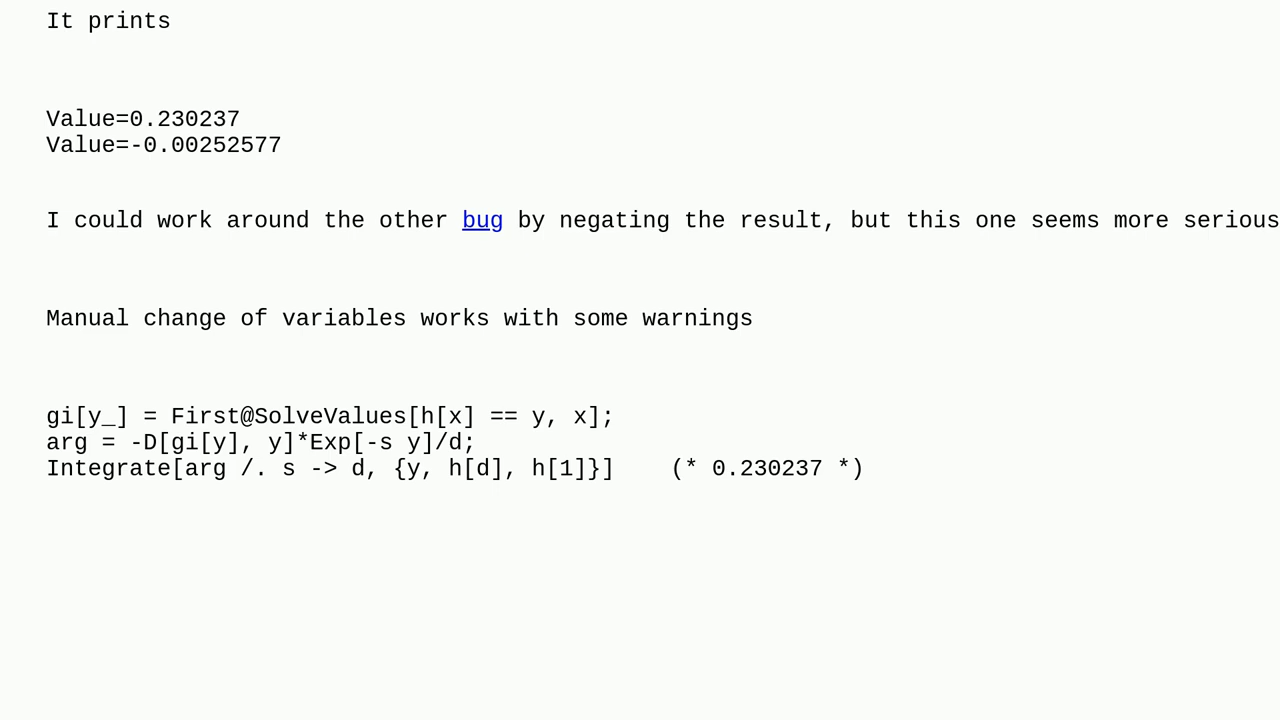 It prints
Value=0.230237
Value=-0.00252577
I could work around the other bug by negating the result, but this one seems more serious
Manual change of variables works with some warnings
gi[y_] = First@SolveValues[h[x] == y, x];
arg = -D[gi[y], y]*Exp[-s y]/d;
Integrate[arg /. s -> d, {y, h[d], h[1]}]    (* 0.230237 *)